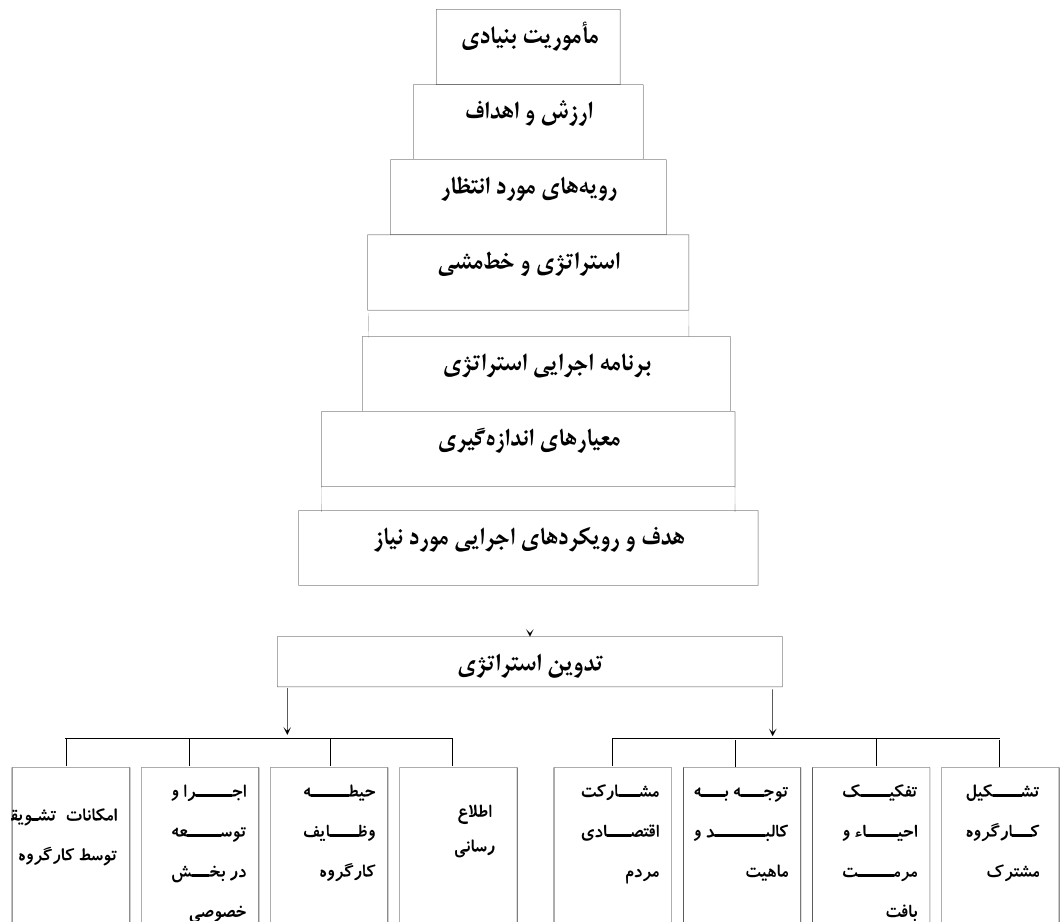 مأموریت بنیادی
ارزش و اهداف
رویه‌های مورد انتظار
استراتژی و خط‌مشی
برنامه اجرایی استراتژی
معیارهای اندازه‌گیری
هدف و رویکردهای اجرایی مورد نیاز
تدوین استراتژی
تشکیل
کارگروه
مشترک
تفکیک
احیاء و
مرمت
بافت
توجه به
کالبد و
ماهیت
مشارکت
اقتصادی
مردم
اطلاع
رسانی
حیطه
وظایف
کارگروه
اجرا و
توسعه
در بخش
خصوصی
امکانات تشویق
توسط کارگروه